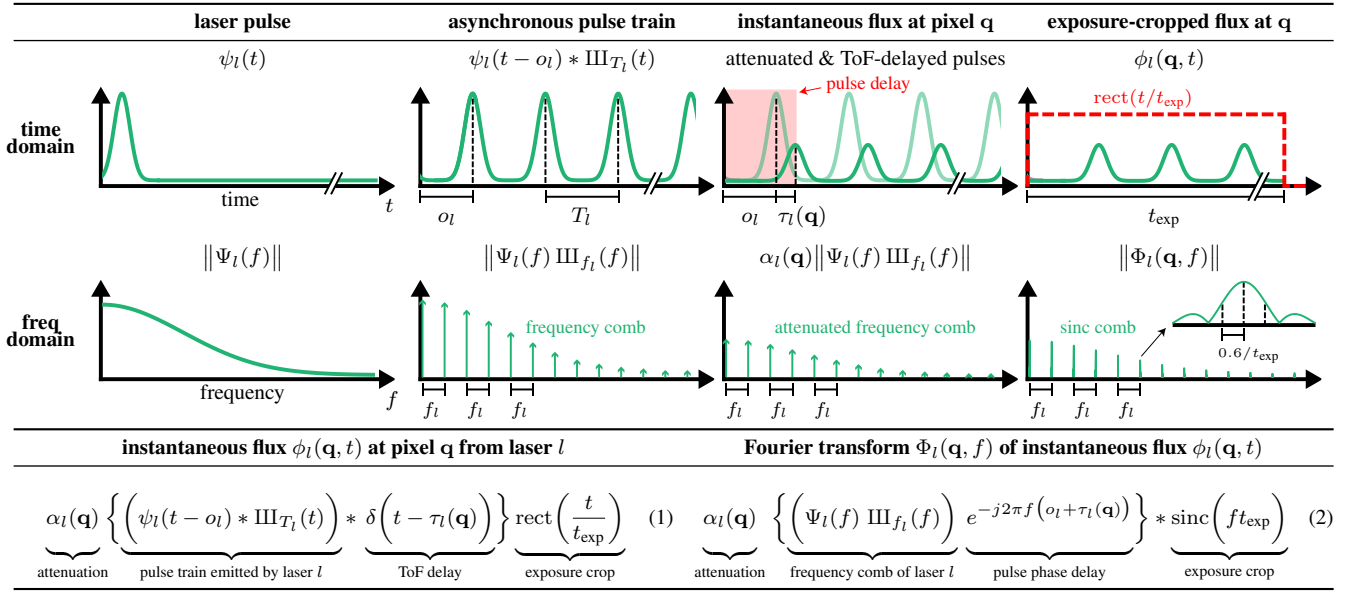 laser pulse
asynchronous pulse train
instantaneous flux at pixel q
exposure-cropped flux at q
ψ_l(t)
ψ_l(t − o_l) ∗ Ш_{T_l}(t)
attenuated & ToF-delayed pulses
ϕ_l(q, t)
time
domain
time
t
o_l
T_l
pulse delay
o_l
τ_l(q)
rect(t/t_exp)
t_exp
‖Ψ_l(f)‖
‖Ψ_l(f) Ш_{f_l}(f)‖
α_l(q)‖Ψ_l(f) Ш_{f_l}(f)‖
‖Φ_l(q, f)‖
freq
domain
frequency
f
frequency comb
f_l
f_l
f_l
attenuated frequency comb
f_l
f_l
f_l
sinc comb
0.6/t_exp
f_l
f_l
f_l
instantaneous flux ϕ_l(q, t) at pixel q from laser l
Fourier transform Φ_l(q, f) of instantaneous flux ϕ_l(q, t)
α_l(q) {(ψ_l(t − o_l) ∗ Ш_{T_l}(t)) ∗ δ(t − τ_l(q))} rect(t/t_exp) (1)
attenuation
pulse train emitted by laser l
ToF delay
exposure crop
α_l(q) {(Ψ_l(f) Ш_{f_l}(f)) e^{−j2πf(o_l+τ_l(q))}} ∗ sinc(f t_exp) (2)
attenuation
frequency comb of laser l
pulse phase delay
exposure crop